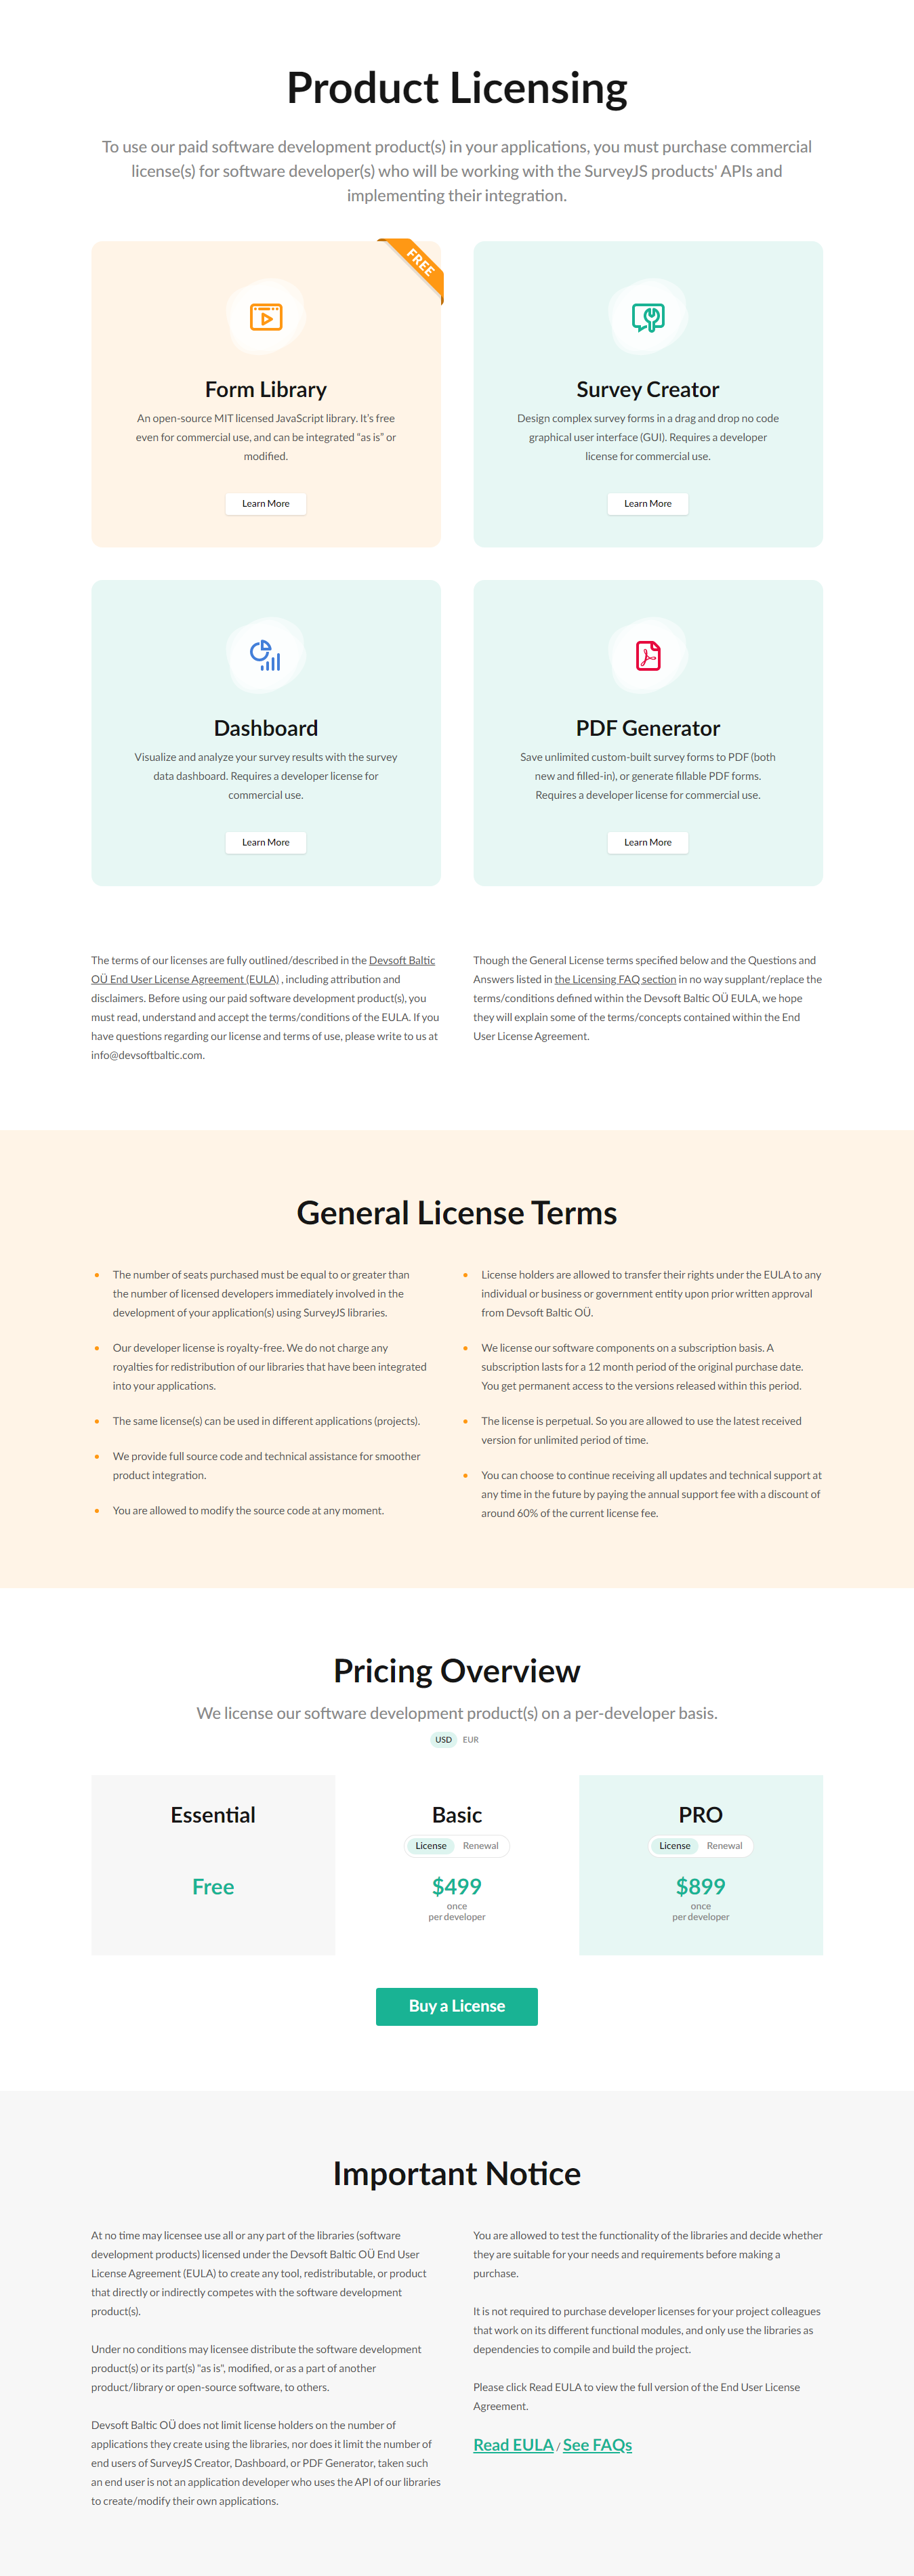 Product Licensing
To use our paid software development product(s) in your applications, you must purchase commercial
license(s) for software developer(s) who will be working with the SurveyJS products' APIs and
implementing their integration.
FREE
Form Library
An open-source MIT licensed JavaScript library. It's free
even for commercial use, and can be integrated “as is” or
modified.
Learn More
Survey Creator
Design complex survey forms in a drag and drop no code
graphical user interface (GUI). Requires a developer
license for commercial use.
Learn More
Dashboard
Visualize and analyze your survey results with the survey
data dashboard. Requires a developer license for
commercial use.
Learn More
PDF Generator
Save unlimited custom-built survey forms to PDF (both
new and filled-in), or generate fillable PDF forms.
Requires a developer license for commercial use.
Learn More
The terms of our licenses are fully outlined/described in the Devsoft Baltic
OÜ End User License Agreement (EULA) , including attribution and
disclaimers. Before using our paid software development product(s), you
must read, understand and accept the terms/conditions of the EULA. If you
have questions regarding our license and terms of use, please write to us at
info@devsoftbaltic.com.
Though the General License terms specified below and the Questions and
Answers listed in the Licensing FAQ section in no way supplant/replace the
terms/conditions defined within the Devsoft Baltic OÜ EULA, we hope
they will explain some of the terms/concepts contained within the End
User License Agreement.
General License Terms
The number of seats purchased must be equal to or greater than
the number of licensed developers immediately involved in the
development of your application(s) using SurveyJS libraries.
Our developer license is royalty-free. We do not charge any
royalties for redistribution of our libraries that have been integrated
into your applications.
The same license(s) can be used in different applications (projects).
We provide full source code and technical assistance for smoother
product integration.
You are allowed to modify the source code at any moment.
License holders are allowed to transfer their rights under the EULA to any
individual or business or government entity upon prior written approval
from Devsoft Baltic OÜ.
We license our software components on a subscription basis. A
subscription lasts for a 12 month period of the original purchase date.
You get permanent access to the versions released within this period.
The license is perpetual. So you are allowed to use the latest received
version for unlimited period of time.
You can choose to continue receiving all updates and technical support at
any time in the future by paying the annual support fee with a discount of
around 60% of the current license fee.
Pricing Overview
We license our software development product(s) on a per-developer basis.
USD EUR
Essential
Free
Basic
License Renewal
$499
once
per developer
PRO
License Renewal
$899
once
per developer
Buy a License
Important Notice
At no time may licensee use all or any part of the libraries (software
development products) licensed under the Devsoft Baltic OÜ End User
License Agreement (EULA) to create any tool, redistributable, or product
that directly or indirectly competes with the software development
product(s).
Under no conditions may licensee distribute the software development
product(s) or its part(s) "as is", modified, or as a part of another
product/library or open-source software, to others.
Devsoft Baltic OÜ does not limit license holders on the number of
applications they create using the libraries, nor does it limit the number of
end users of SurveyJS Creator, Dashboard, or PDF Generator, taken such
an end user is not an application developer who uses the API of our libraries
to create/modify their own applications.
You are allowed to test the functionality of the libraries and decide whether
they are suitable for your needs and requirements before making a
purchase.
It is not required to purchase developer licenses for your project colleagues
that work on its different functional modules, and only use the libraries as
dependencies to compile and build the project.
Please click Read EULA to view the full version of the End User License
Agreement.
Read EULA / See FAQs